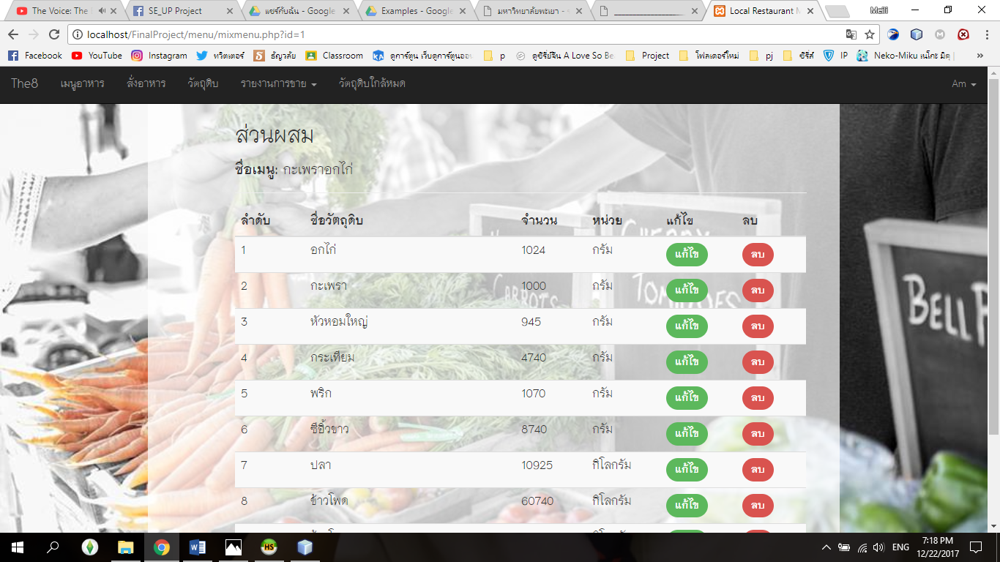 The Voice: The
SE_UP Project
แชร์กับฉัน - Google
Examples - Google
มหาวิทยาลัยพะเยา -
Local Restaurant M
Meili
localhost/FinalProject/menu/mixmenu.php?id=1
Facebook YouTube Instagram ทวิตเตอร์ ธัญวลัย Classroom ดูการ์ตูน เว็บดูการ์ตูนออน p ดูซีรี่ย์จีน A Love So Be Project โฟลเดอร์ใหม่ pj ซีรี่ส์ IP Neko-Miku เนโกะ มิคุ | »
The8 เมนูอาหาร สั่งอาหาร วัตถุดิบ รายงานการขาย วัตถุดิบใกล้หมด Am
ส่วนผสม
ชื่อเมนู: กะเพราอกไก่
ลำดับ ชื่อวัตถุดิบ จำนวน หน่วย แก้ไข ลบ
1 อกไก่ 1024 กรัม แก้ไข ลบ
2 กะเพรา 1000 กรัม แก้ไข ลบ
3 หัวหอมใหญ่ 945 กรัม แก้ไข ลบ
4 กระเทียม 4740 กรัม แก้ไข ลบ
5 พริก 1070 กรัม แก้ไข ลบ
6 ซีอิ้วขาว 8740 กรัม แก้ไข ลบ
7 ปลา 10925 กิโลกรัม แก้ไข ลบ
8 ข้าวโพด 60740 กิโลกรัม แก้ไข ลบ
CARROTS
TOMATOES
BELL
7:18 PM
ENG
12/22/2017